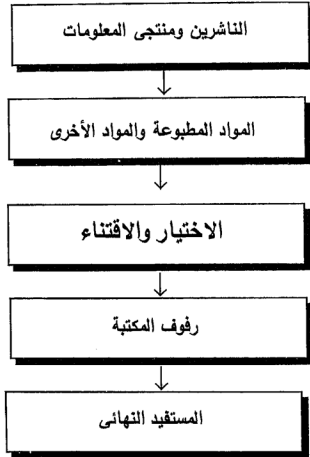 الناشرين ومنتجى المعلومات
المواد المطبوعة والمواد الأخرى
الاختيار والاقتناء
رفوف المكتبة
المستفيد النهائى